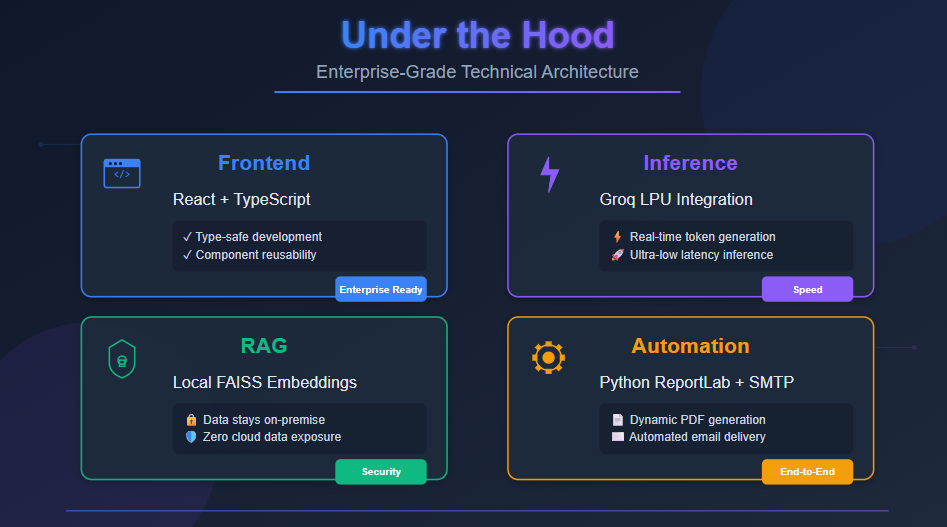 Under the Hood
Enterprise-Grade Technical Architecture
Frontend
</>
React + TypeScript
✓ Type-safe development
✓ Component reusability
Enterprise Ready
Inference
Groq LPU Integration
⚡ Real-time token generation
🚀 Ultra-low latency inference
Speed
RAG
Local FAISS Embeddings
🔒 Data stays on-premise
🛡️ Zero cloud data exposure
Security
Automation
Python ReportLab + SMTP
📄 Dynamic PDF generation
📧 Automated email delivery
End-to-End